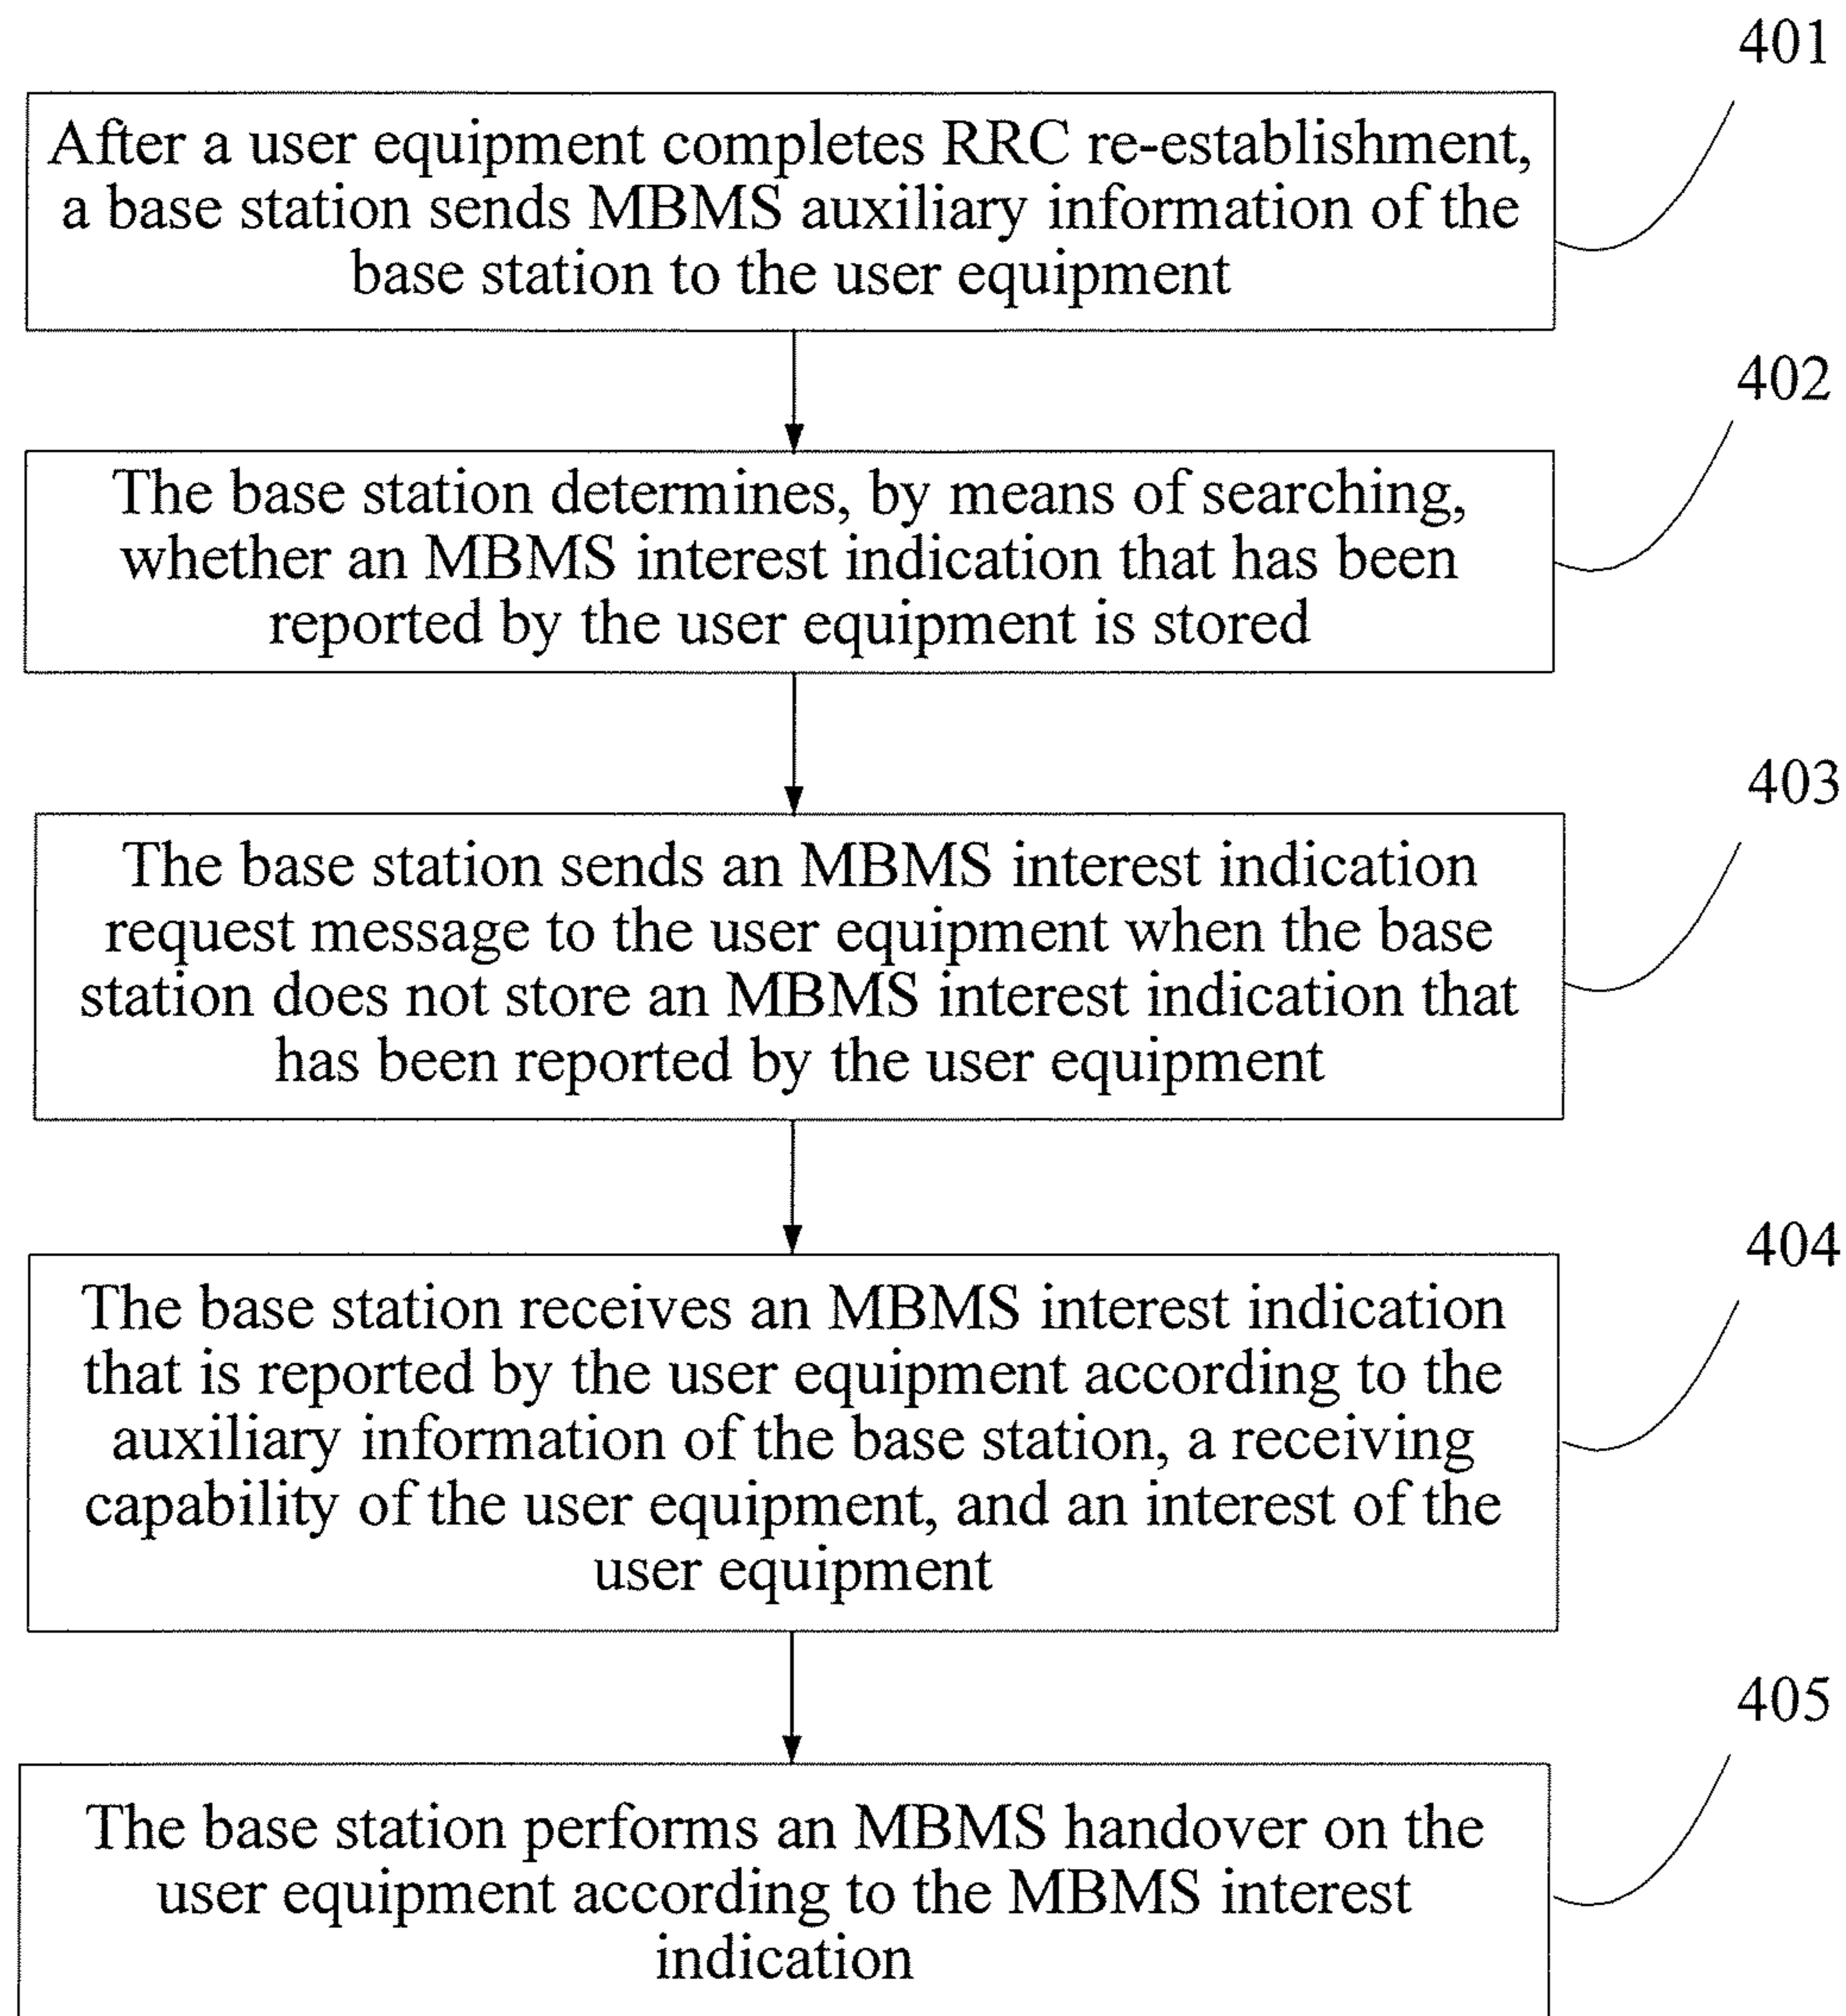 401
After a user equipment completes RRC re-establishment,
a base station sends MBMS auxiliary information of the
base station to the user equipment
402
The base station determines, by means of searching,
whether an MBMS interest indication that has been
reported by the user equipment is stored
403
The base station sends an MBMS interest indication
request message to the user equipment when the base
station does not store an MBMS interest indication that
has been reported by the user equipment
404
The base station receives an MBMS interest indication
that is reported by the user equipment according to the
auxiliary information of the base station, a receiving
capability of the user equipment, and an interest of the
user equipment
405
The base station performs an MBMS handover on the
user equipment according to the MBMS interest
indication